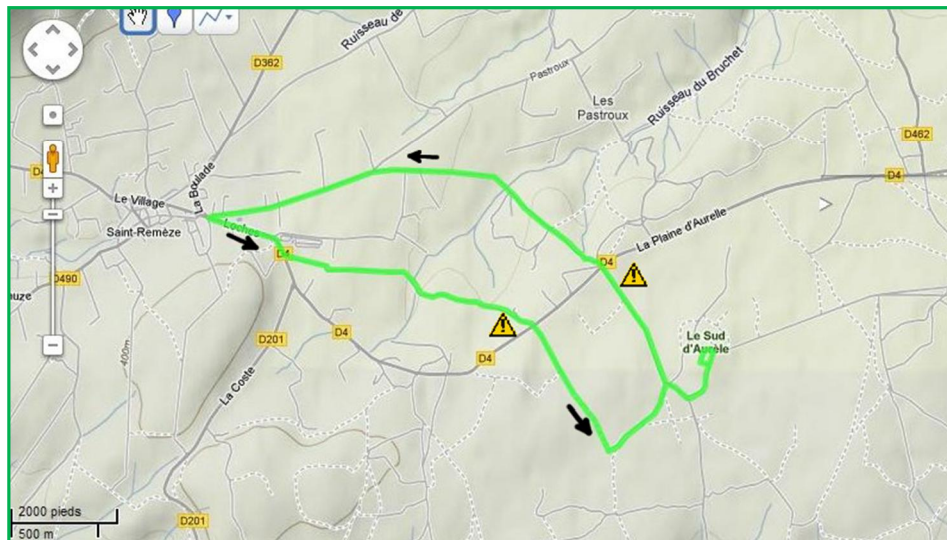 Ruisseau de
D362
Pastroux
Ruisseau du Bruchet
Les
Pastroux
D462
D4
La Boulade
Le Village
Saint-Remèze
Loches
D4
La Plaine d'Aurelle
D4
D490
D201
D4
D4
Le Sud
d'Aurèle
400m
La Coste
D201
2000 pieds
500 m